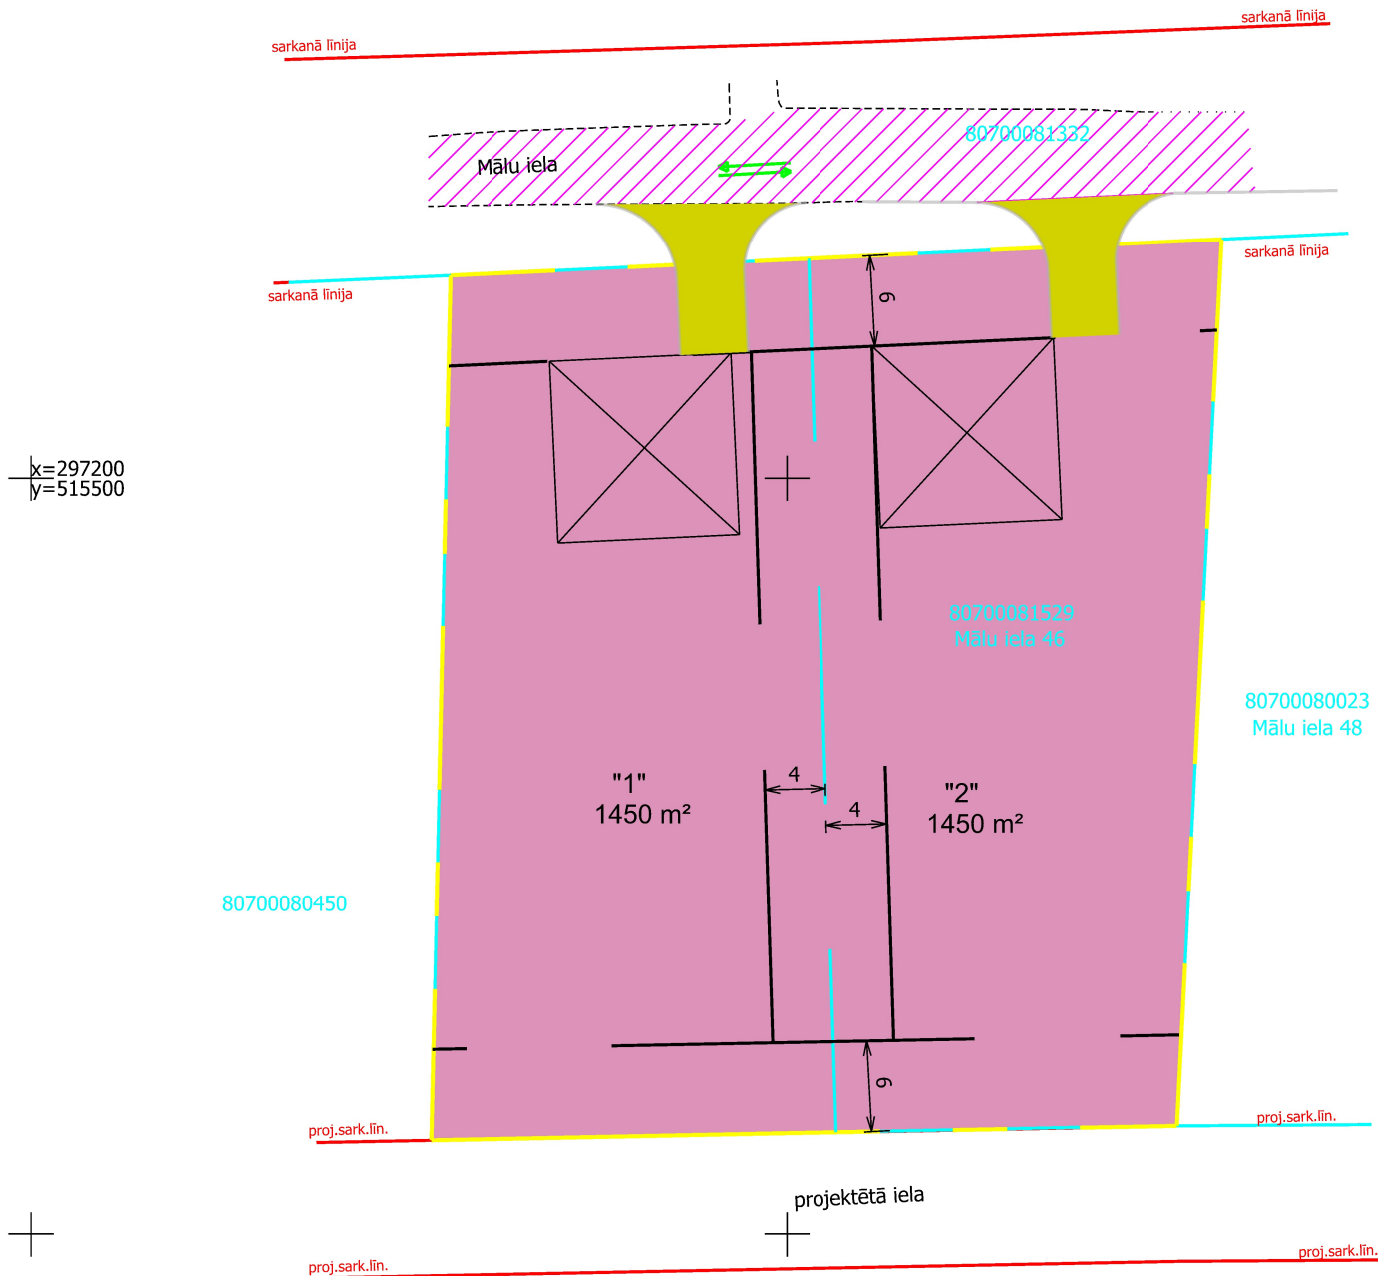 sarkanā līnija
sarkanā līnija
80700081332
Mālu iela
sarkanā līnija
sarkanā līnija
6
x=297200
y=515500
80700081529
Mālu iela 46
80700080023
Mālu iela 48
"1"
1450 m²
4
"2"
1450 m²
4
80700080450
6
proj.sark.līn.
proj.sark.līn.
projektētā iela
proj.sark.līn.
proj.sark.līn.